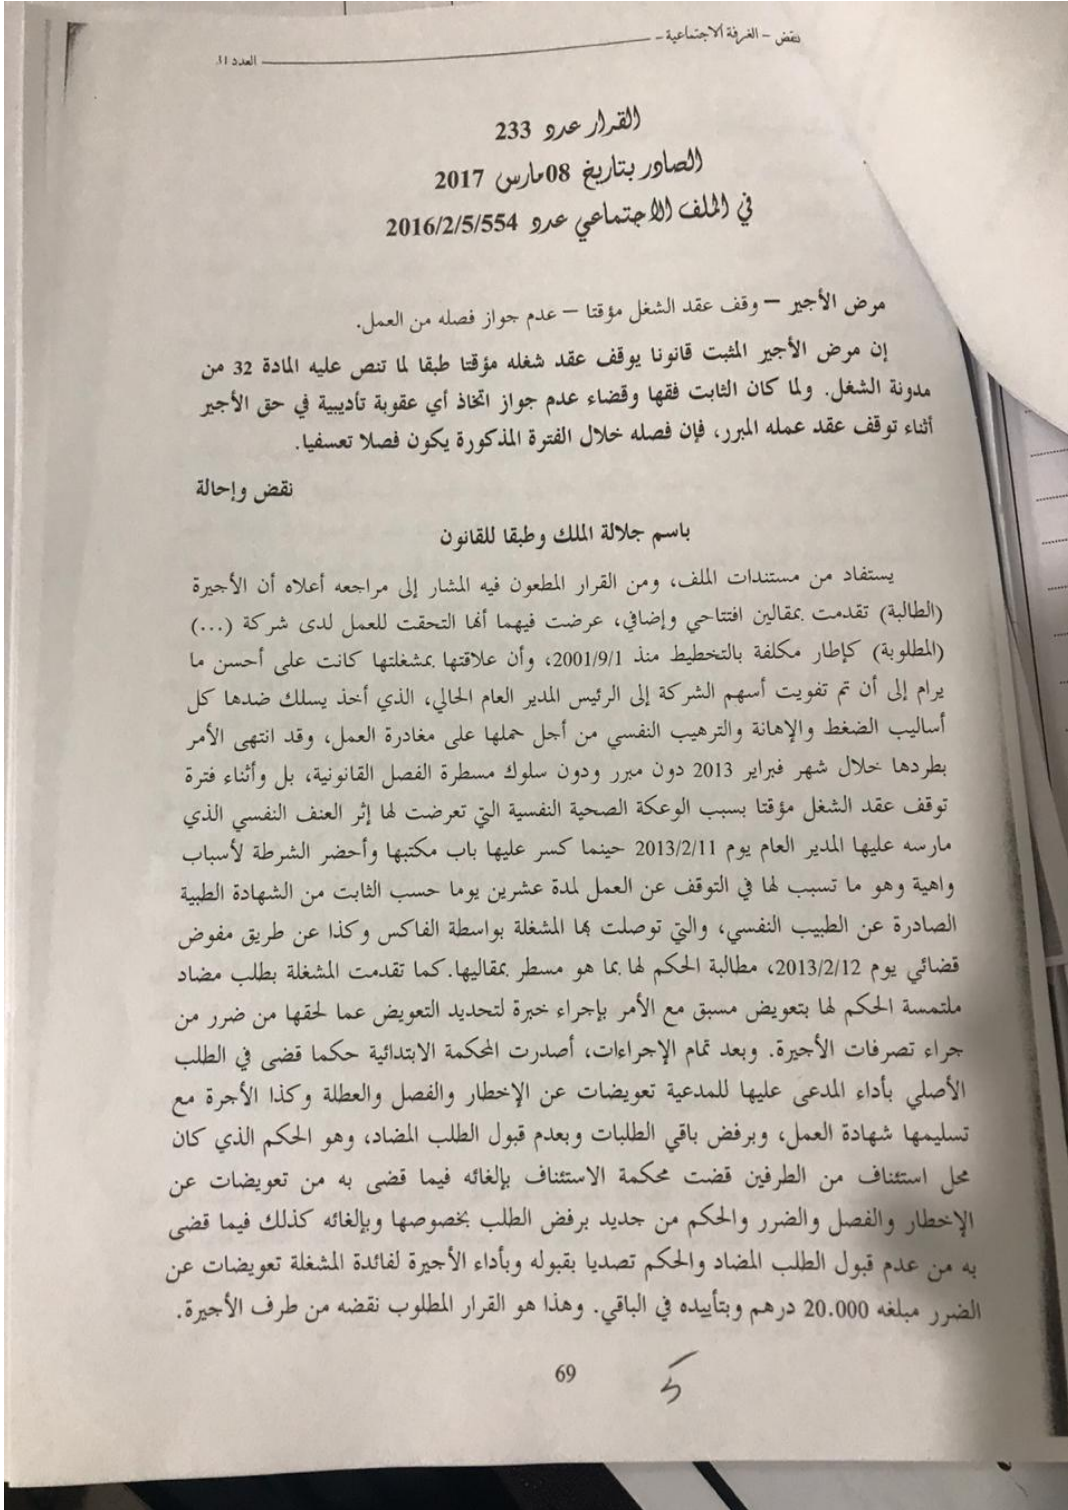 نقض – الغرفة الاجتماعية –
العدد 31
القرار عدد 233
الصادر بتاريخ 08 مارس 2017
في الملف الاجتماعي عدد 2016/2/5/554
مرض الأجير – وقف عقد الشغل مؤقتا – عدم جواز فصله من العمل.
إن مرض الأجير المثبت قانونا يوقف عقد شغله مؤقتا طبقا لما تنص عليه المادة 32 من
مدونة الشغل. ولما كان الثابت فقها وقضاء عدم جواز اتخاذ أي عقوبة تأديبية في حق الأجير
أثناء توقف عقد عمله المبرر، فإن فصله خلال الفترة المذكورة يكون فصلا تعسفيا.
نقض وإحالة
باسم جلالة الملك وطبقا للقانون
يستفاد من مستندات الملف، ومن القرار المطعون فيه المشار إلى مراجعه أعلاه أن الأجيرة
(الطالبة) تقدمت بمقالين افتتاحي وإضافي، عرضت فيهما أنها التحقت للعمل لدى شركة (...)
(المطلوبة) كإطار مكلفة بالتخطيط منذ 2001/9/1، وأن علاقتها بمشغلتها كانت على أحسن ما
يرام إلى أن تم تفويت أسهم الشركة إلى الرئيس المدير العام الحالي، الذي أخذ يسلك ضدها كل
أساليب الضغط والإهانة والترهيب النفسي من أجل حملها على مغادرة العمل، وقد انتهى الأمر
بطردها خلال شهر فبراير 2013 دون مبرر ودون سلوك مسطرة الفصل القانونية، بل وأثناء فترة
توقف عقد الشغل مؤقتا بسبب الوعكة الصحية النفسية التي تعرضت لها إثر العنف النفسي الذي
مارسه عليها المدير العام يوم 2013/2/11 حينما كسر عليها باب مكتبها وأحضر الشرطة لأسباب
واهية وهو ما تسبب لها في التوقف عن العمل لمدة عشرين يوما حسب الثابت من الشهادة الطبية
الصادرة عن الطبيب النفسي، والتي توصلت بها المشغلة بواسطة الفاكس وكذا عن طريق مفوض
قضائي يوم 2013/2/12، مطالبة الحكم لها بما هو مسطر بمقاليها. كما تقدمت المشغلة بطلب مضاد
ملتمسة الحكم لها بتعويض مسبق مع الأمر بإجراء خبرة لتحديد التعويض عما لحقها من ضرر من
جراء تصرفات الأجيرة. وبعد تمام الإجراءات، أصدرت المحكمة الابتدائية حكما قضى في الطلب
الأصلي بأداء المدعى عليها للمدعية تعويضات عن الإخطار والفصل والعطلة وكذا الأجرة مع
تسليمها شهادة العمل، وبرفض باقي الطلبات وبعدم قبول الطلب المضاد، وهو الحكم الذي كان
محل استئناف من الطرفين قضت محكمة الاستئناف بإلغائه فيما قضى به من تعويضات عن
الإخطار والفصل والضرر والحكم من جديد برفض الطلب بخصوصها وبإلغائه كذلك فيما قضى
به من عدم قبول الطلب المضاد والحكم تصديا بقبوله وبأداء الأجيرة لفائدة المشغلة تعويضات عن
الضرر مبلغه 20.000 درهم وبتأييده في الباقي. وهذا هو القرار المطلوب نقضه من طرف الأجيرة.
69